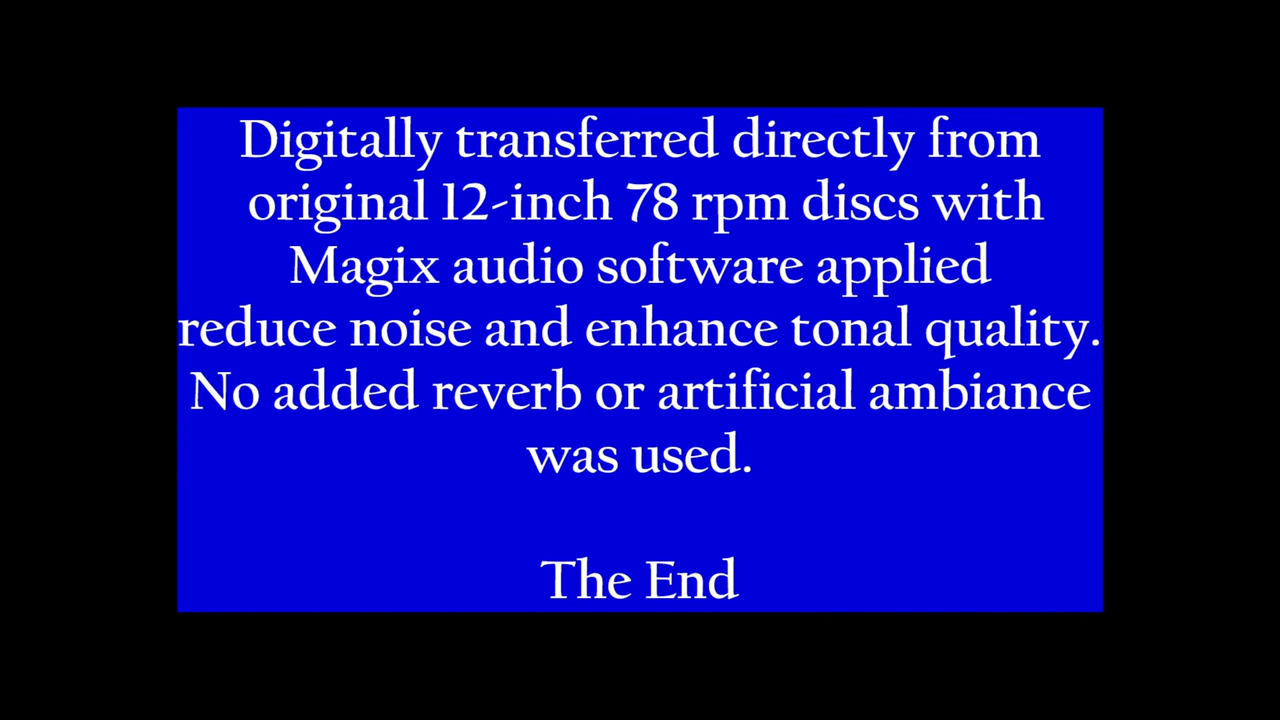 Digitally transferred directly from
original 12-inch 78 rpm discs with
Magix audio software applied
reduce noise and enhance tonal quality.
No added reverb or artificial ambiance
was used.
The End